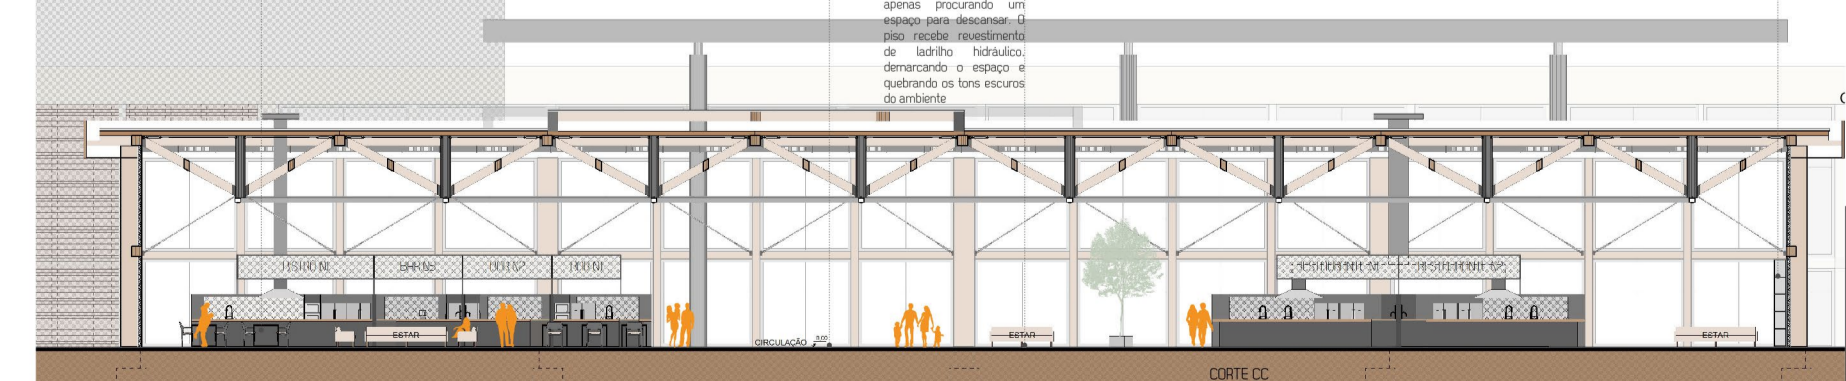 apenas procurando um
espaço para descansar. O
piso recebe revestimento
de ladrilho hidráulico,
demarcando o espaço e
quebrando os tons escuros
do ambiente
ESTAR
CIRCULAÇÃO
ESTAR
ESTAR
CORTE CC